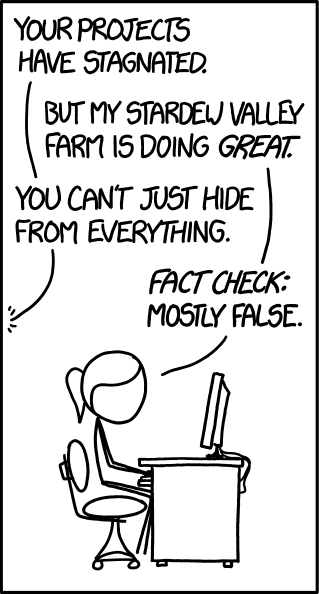 YOUR PROJECTS
HAVE STAGNATED.
BUT MY STARDEW VALLEY
FARM IS DOING GREAT.
YOU CAN'T JUST HIDE
FROM EVERYTHING.
FACT CHECK:
MOSTLY FALSE.